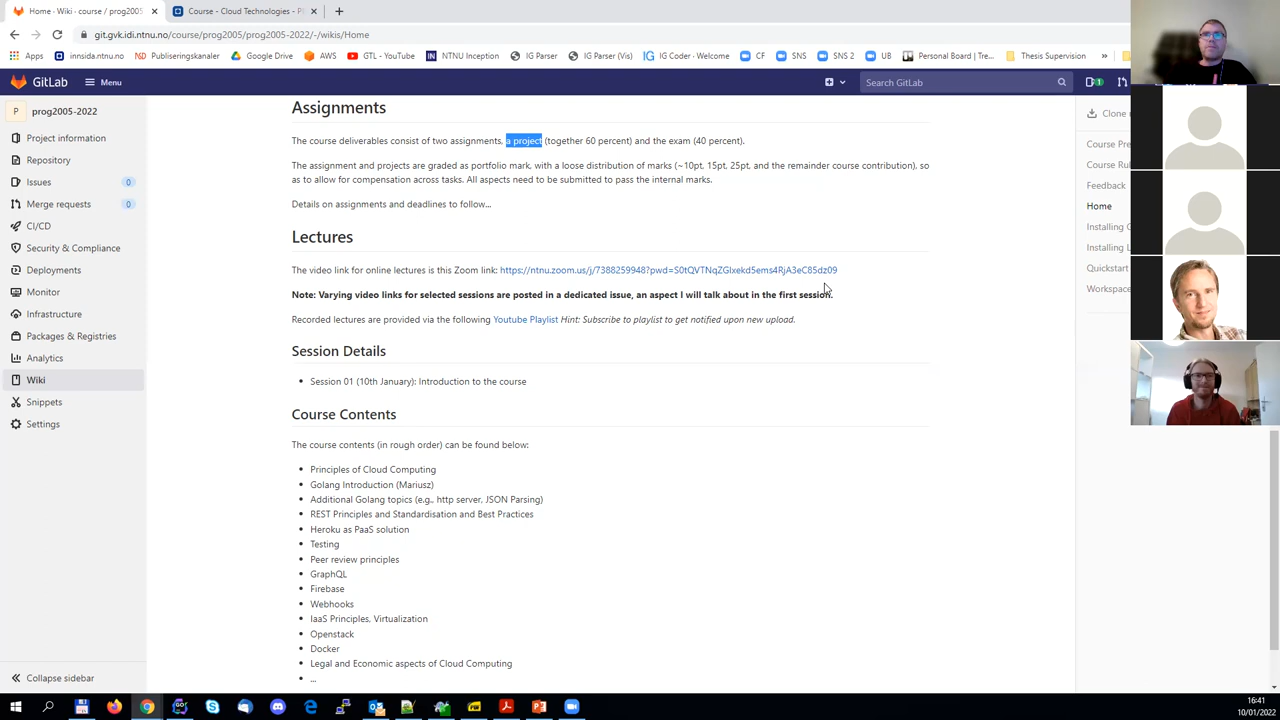 Home · Wiki · course / prog2005
Course - Cloud Technologies - P
git.gvk.idi.ntnu.no/course/prog2005/prog2005-2022/-/wikis/Home
Apps
innsida.ntnu.no
Publiseringskanaler
Google Drive
AWS
GTL - YouTube
NTNU Inception
IG Parser
IG Parser (Vis)
IG Coder · Welcome
CF
SNS
SNS 2
UB
Personal Board | Tre...
Thesis Supervision
»
GitLab
Menu
Search GitLab
1
P
prog2005-2022
Project information
Repository
Issues
0
Merge requests
0
CI/CD
Security & Compliance
Deployments
Monitor
Infrastructure
Packages & Registries
Analytics
Wiki
Snippets
Settings
Collapse sidebar
Assignments
The course deliverables consist of two assignments, a project (together 60 percent) and the exam (40 percent).
The assignment and projects are graded as portfolio mark, with a loose distribution of marks (~10pt, 15pt, 25pt, and the remainder course contribution), so
as to allow for compensation across tasks. All aspects need to be submitted to pass the internal marks.
Details on assignments and deadlines to follow...
Lectures
The video link for online lectures is this Zoom link: https://ntnu.zoom.us/j/7388259948?pwd=S0tQVTNqZGlxekd5ems4RjA3eC85dz09
Note: Varying video links for selected sessions are posted in a dedicated issue, an aspect I will talk about in the first session.
Recorded lectures are provided via the following Youtube Playlist Hint: Subscribe to playlist to get notified upon new upload.
Session Details
• Session 01 (10th January): Introduction to the course
Course Contents
The course contents (in rough order) can be found below:
• Principles of Cloud Computing
• Golang Introduction (Mariusz)
• Additional Golang topics (e.g., http server, JSON Parsing)
• REST Principles and Standardisation and Best Practices
• Heroku as PaaS solution
• Testing
• Peer review principles
• GraphQL
• Firebase
• Webhooks
• IaaS Principles, Virtualization
• Openstack
• Docker
• Legal and Economic aspects of Cloud Computing
• ...
Clone
Course Pre
Course Rul
Feedback
Home
Installing
Installing L
Quickstart
Workspace
16:41
10/01/2022